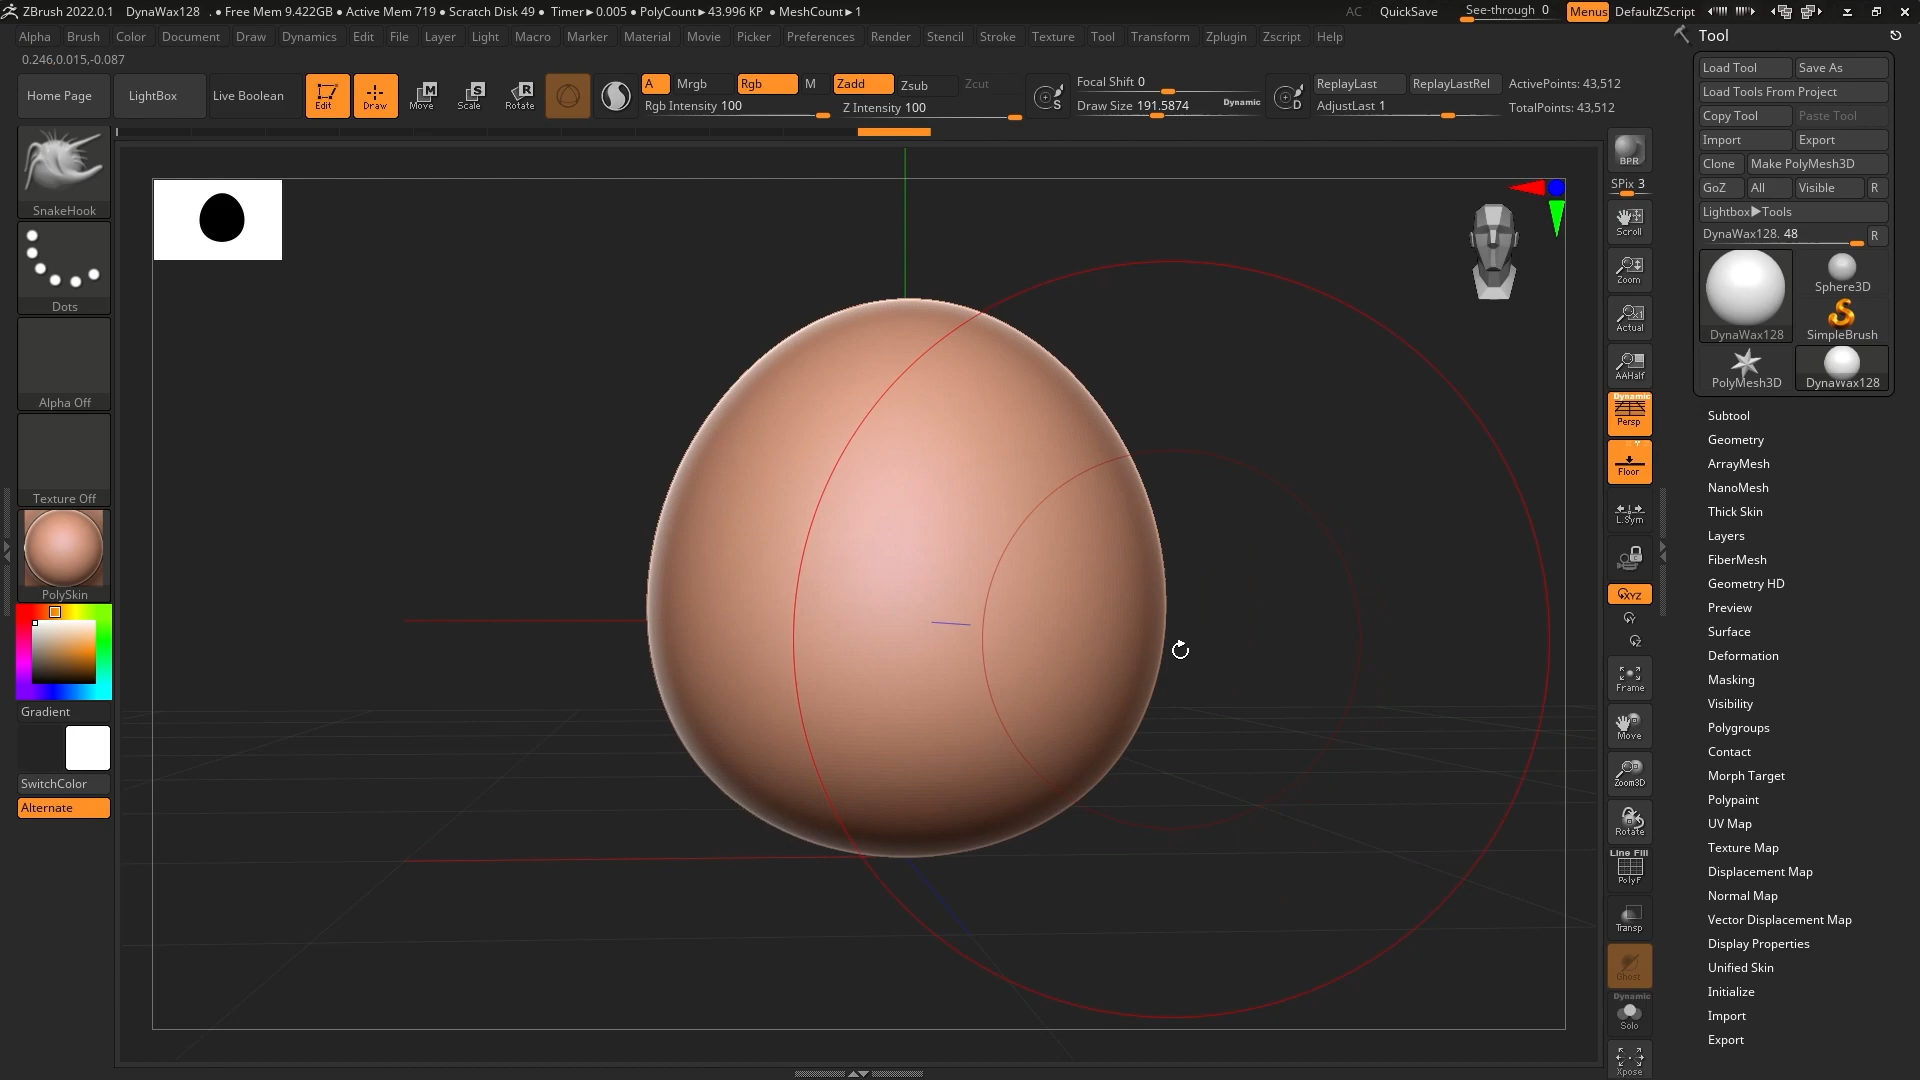 ZBrush 2022.0.1 DynaWax128 . ● Free Mem 9.422GB ● Active Mem 719 ● Scratch Disk 49 ● Timer►0.005 ● PolyCount►43.996 KP ● MeshCount►1 AC QuickSave See-through 0 Menus DefaultZScript
Alpha Brush Color Document Draw Dynamics Edit File Layer Light Macro Marker Material Movie Picker Preferences Render Stencil Stroke Texture Tool Transform Zplugin Zscript Help
0.246,0.015,-0.087
Home Page LightBox Live Boolean Edit Draw Move Scale Rotate
M S R
A Mrgb Rgb M Zadd Zsub Zcut
Rgb Intensity 100 Z Intensity 100
S
Focal Shift 0
Draw Size 191.5874 Dynamic
D
ReplayLast ReplayLastRel ActivePoints: 43,512
AdjustLast 1 TotalPoints: 43,512
SnakeHook
Dots
Alpha Off
Texture Off
PolySkin
Gradient
SwitchColor
Alternate
BPR
SPix 3
Scroll
Zoom
Actual
AAHalf
Dynamic
Persp
Floor
L.Sym
XYZ
Y
Z
Frame
Move
Zoom3D
Rotate
Line Fill
PolyF
Transp
Ghost
Dynamic
Solo
Xpose
Tool
Load Tool Save As
Load Tools From Project
Copy Tool Paste Tool
Import Export
Clone Make PolyMesh3D
GoZ All Visible R
Lightbox►Tools
DynaWax128. 48 R
Sphere3D
DynaWax128 SimpleBrush
PolyMesh3D DynaWax128
Subtool
Geometry
ArrayMesh
NanoMesh
Thick Skin
Layers
FiberMesh
Geometry HD
Preview
Surface
Deformation
Masking
Visibility
Polygroups
Contact
Morph Target
Polypaint
UV Map
Texture Map
Displacement Map
Normal Map
Vector Displacement Map
Display Properties
Unified Skin
Initialize
Import
Export